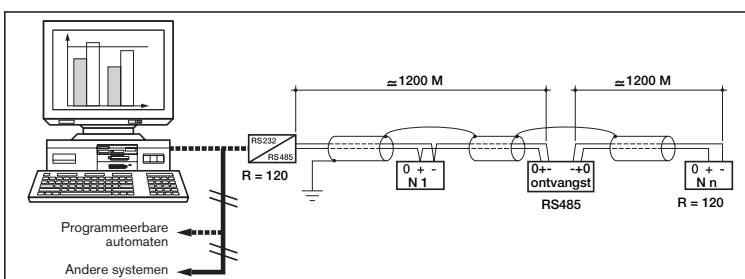 ≃1200 M
≃1200 M
RS232
RS485
R = 120
0 + -
N 1
0+- -+0
ontvangst
RS485
0 + -
N n
R = 120
Programmeerbare
automaten
Andere systemen